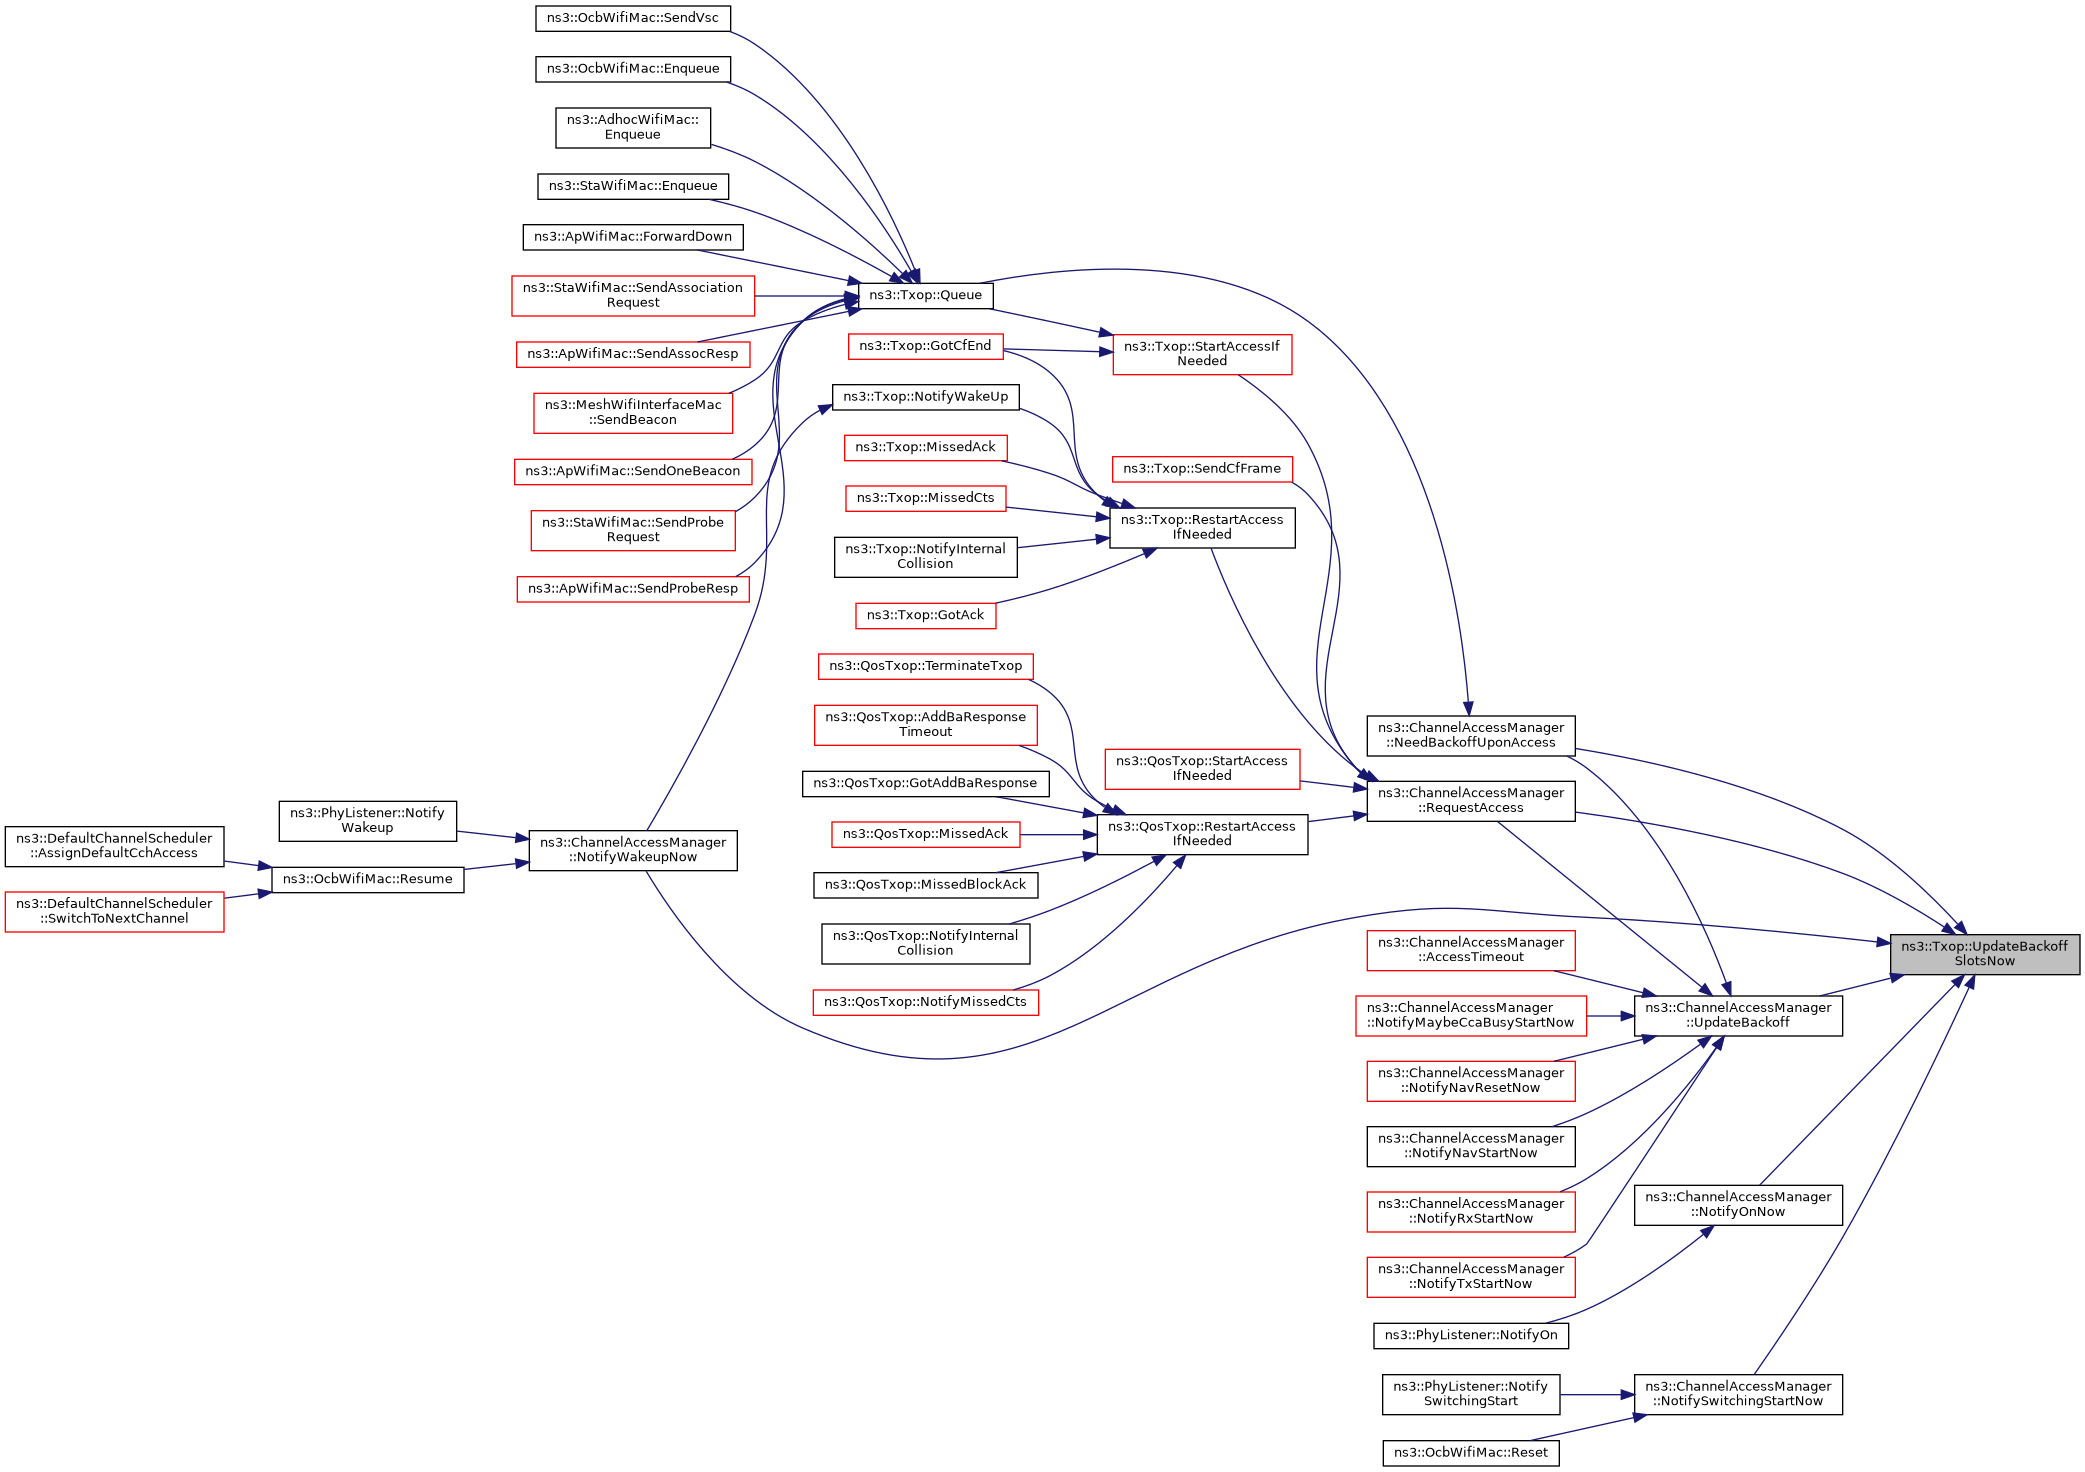 ns3::OcbWifiMac::SendVsc
ns3::OcbWifiMac::Enqueue
ns3::AdhocWifiMac::
Enqueue
ns3::StaWifiMac::Enqueue
ns3::ApWifiMac::ForwardDown
ns3::StaWifiMac::SendAssociation
Request
ns3::ApWifiMac::SendAssocResp
ns3::MeshWifiInterfaceMac
::SendBeacon
ns3::ApWifiMac::SendOneBeacon
ns3::StaWifiMac::SendProbe
Request
ns3::ApWifiMac::SendProbeResp
ns3::Txop::Queue
ns3::Txop::GotCfEnd
ns3::Txop::NotifyWakeUp
ns3::Txop::MissedAck
ns3::Txop::MissedCts
ns3::Txop::NotifyInternal
Collision
ns3::Txop::GotAck
ns3::Txop::StartAccessIf
Needed
ns3::Txop::SendCfFrame
ns3::Txop::RestartAccess
IfNeeded
ns3::QosTxop::TerminateTxop
ns3::QosTxop::AddBaResponse
Timeout
ns3::QosTxop::GotAddBaResponse
ns3::QosTxop::MissedAck
ns3::QosTxop::MissedBlockAck
ns3::QosTxop::NotifyInternal
Collision
ns3::QosTxop::NotifyMissedCts
ns3::QosTxop::StartAccess
IfNeeded
ns3::QosTxop::RestartAccess
IfNeeded
ns3::DefaultChannelScheduler
::AssignDefaultCchAccess
ns3::DefaultChannelScheduler
::SwitchToNextChannel
ns3::PhyListener::Notify
Wakeup
ns3::OcbWifiMac::Resume
ns3::ChannelAccessManager
::NotifyWakeupNow
ns3::ChannelAccessManager
::NeedBackoffUponAccess
ns3::ChannelAccessManager
::RequestAccess
ns3::ChannelAccessManager
::AccessTimeout
ns3::ChannelAccessManager
::NotifyMaybeCcaBusyStartNow
ns3::ChannelAccessManager
::NotifyNavResetNow
ns3::ChannelAccessManager
::NotifyNavStartNow
ns3::ChannelAccessManager
::NotifyRxStartNow
ns3::ChannelAccessManager
::NotifyTxStartNow
ns3::PhyListener::NotifyOn
ns3::PhyListener::Notify
SwitchingStart
ns3::OcbWifiMac::Reset
ns3::ChannelAccessManager
::UpdateBackoff
ns3::ChannelAccessManager
::NotifyOnNow
ns3::ChannelAccessManager
::NotifySwitchingStartNow
ns3::Txop::UpdateBackoff
SlotsNow